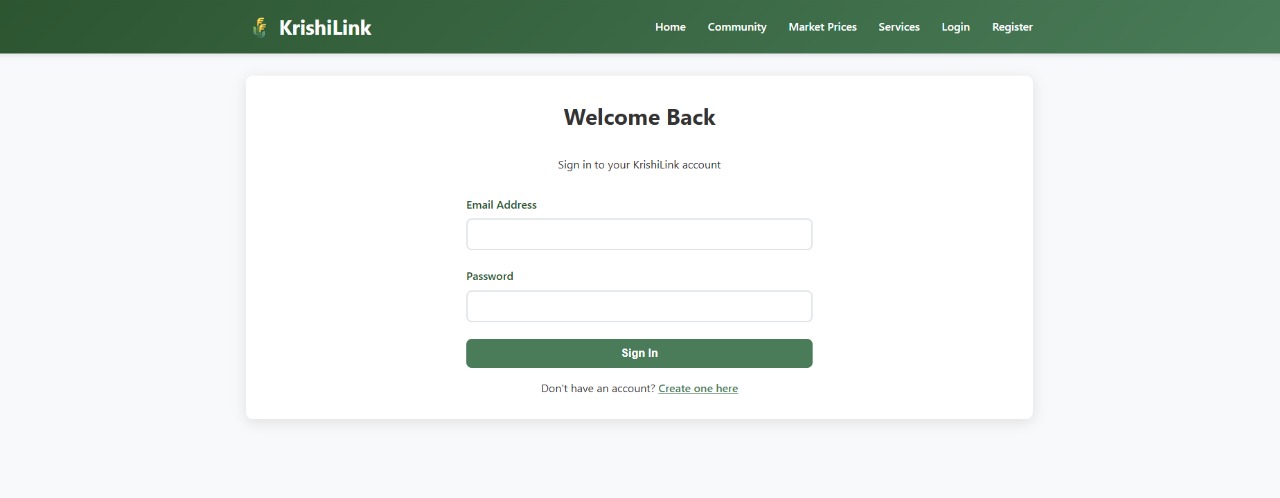 KrishiLink
Home Community Market Prices Services Login Register
Welcome Back
Sign in to your KrishiLink account
Email Address
Password
Sign In
Don't have an account? Create one here